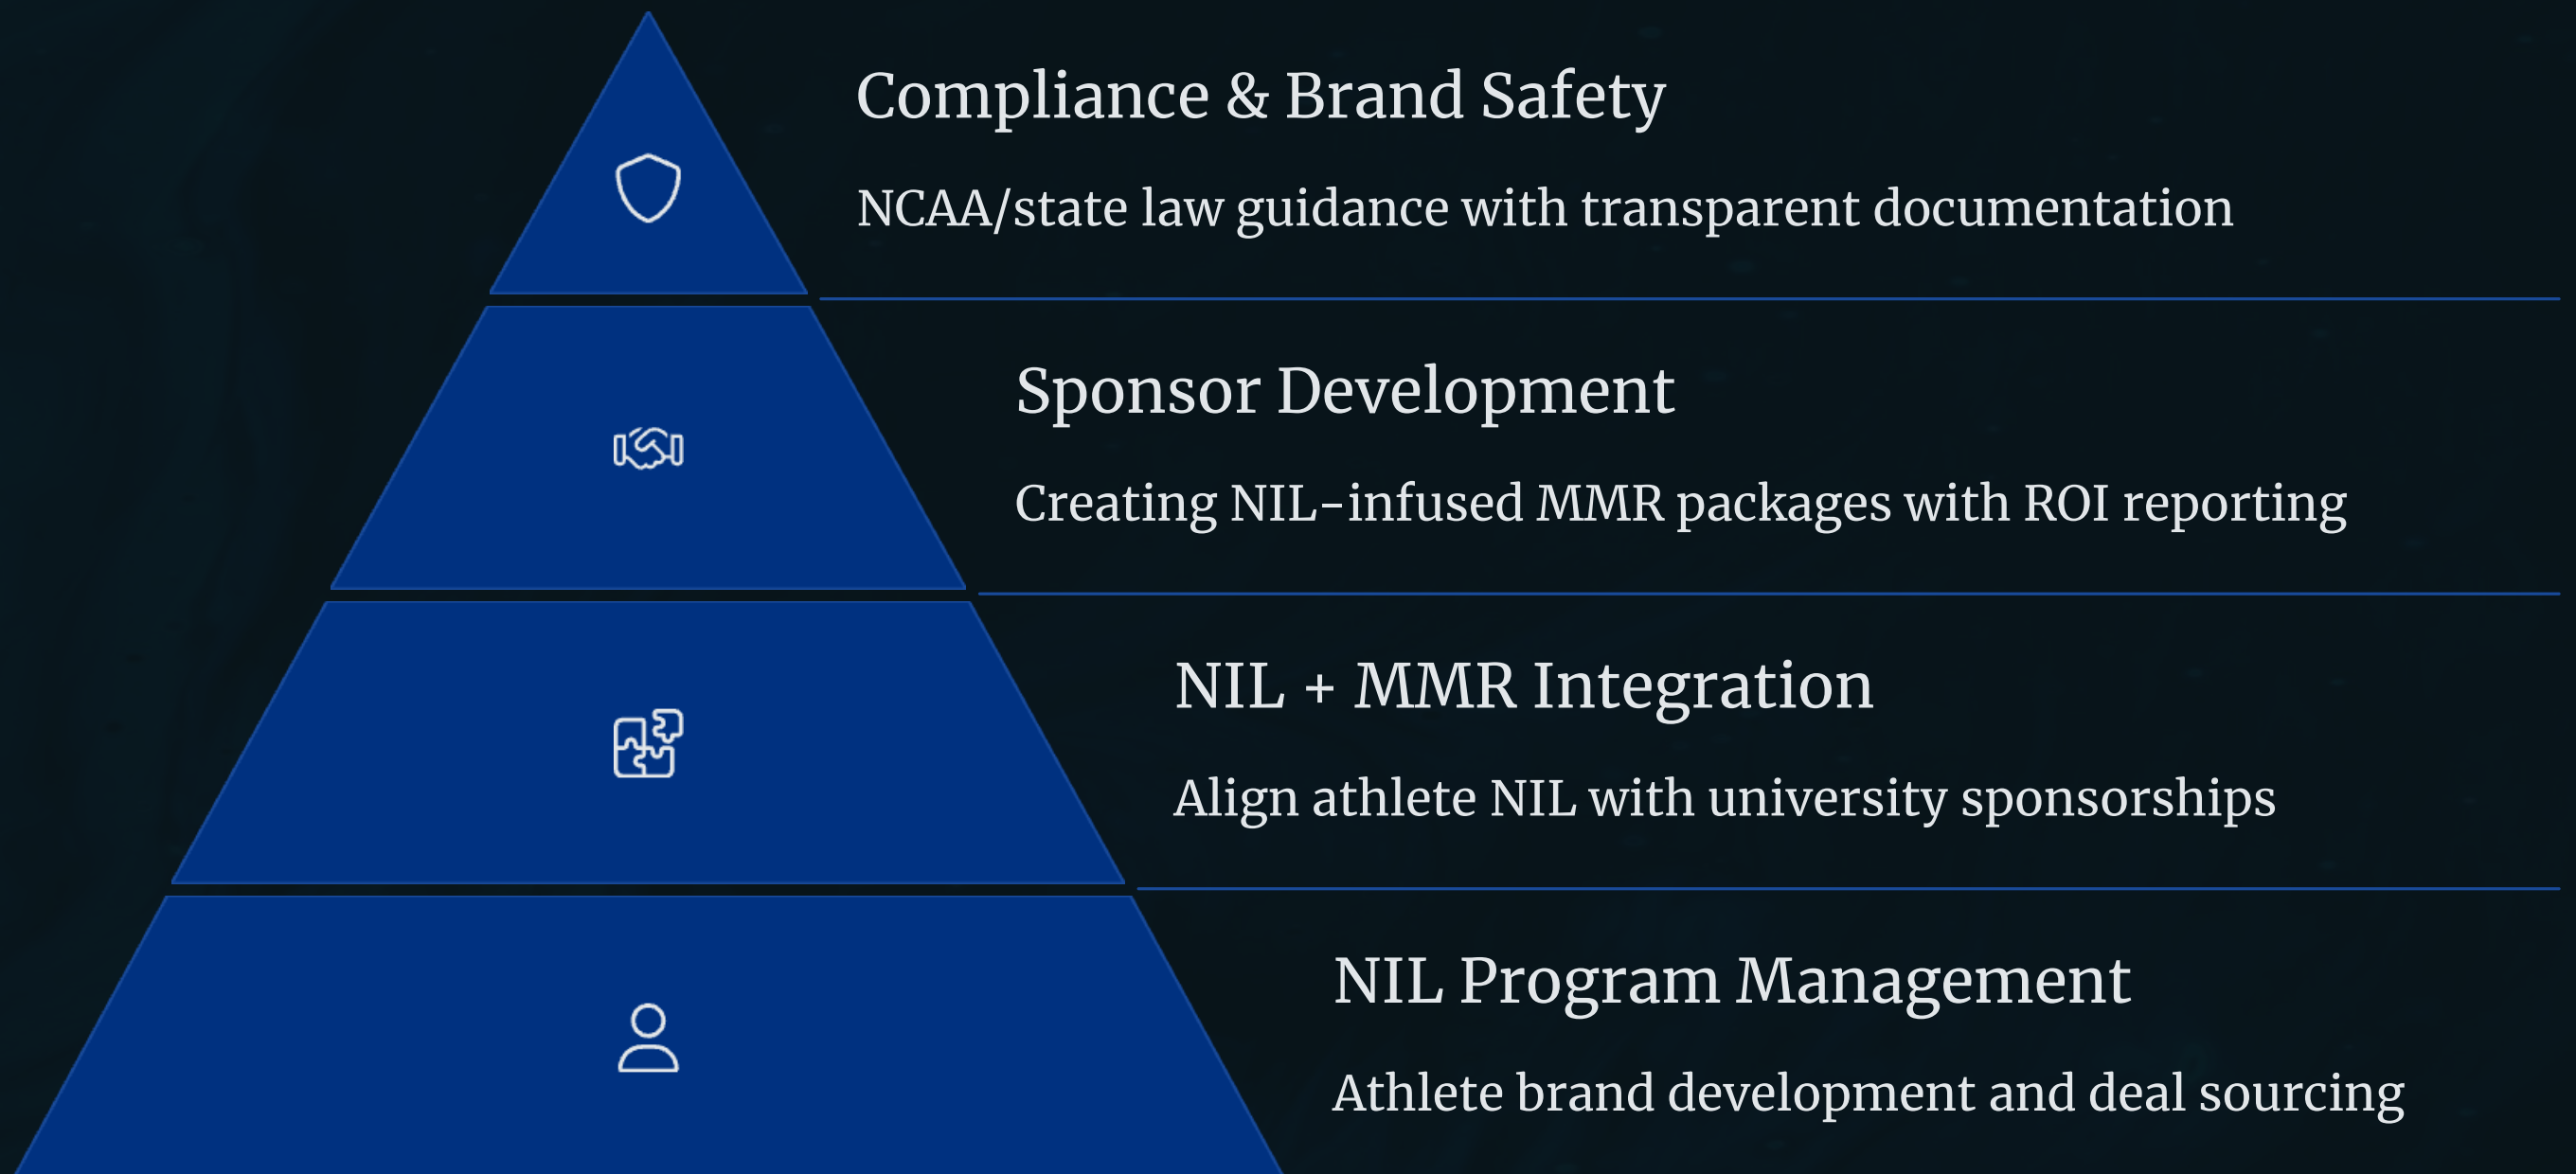 Compliance & Brand Safety
NCAA/state law guidance with transparent documentation
Sponsor Development
Creating NIL-infused MMR packages with ROI reporting
NIL + MMR Integration
Align athlete NIL with university sponsorships
NIL Program Management
Athlete brand development and deal sourcing